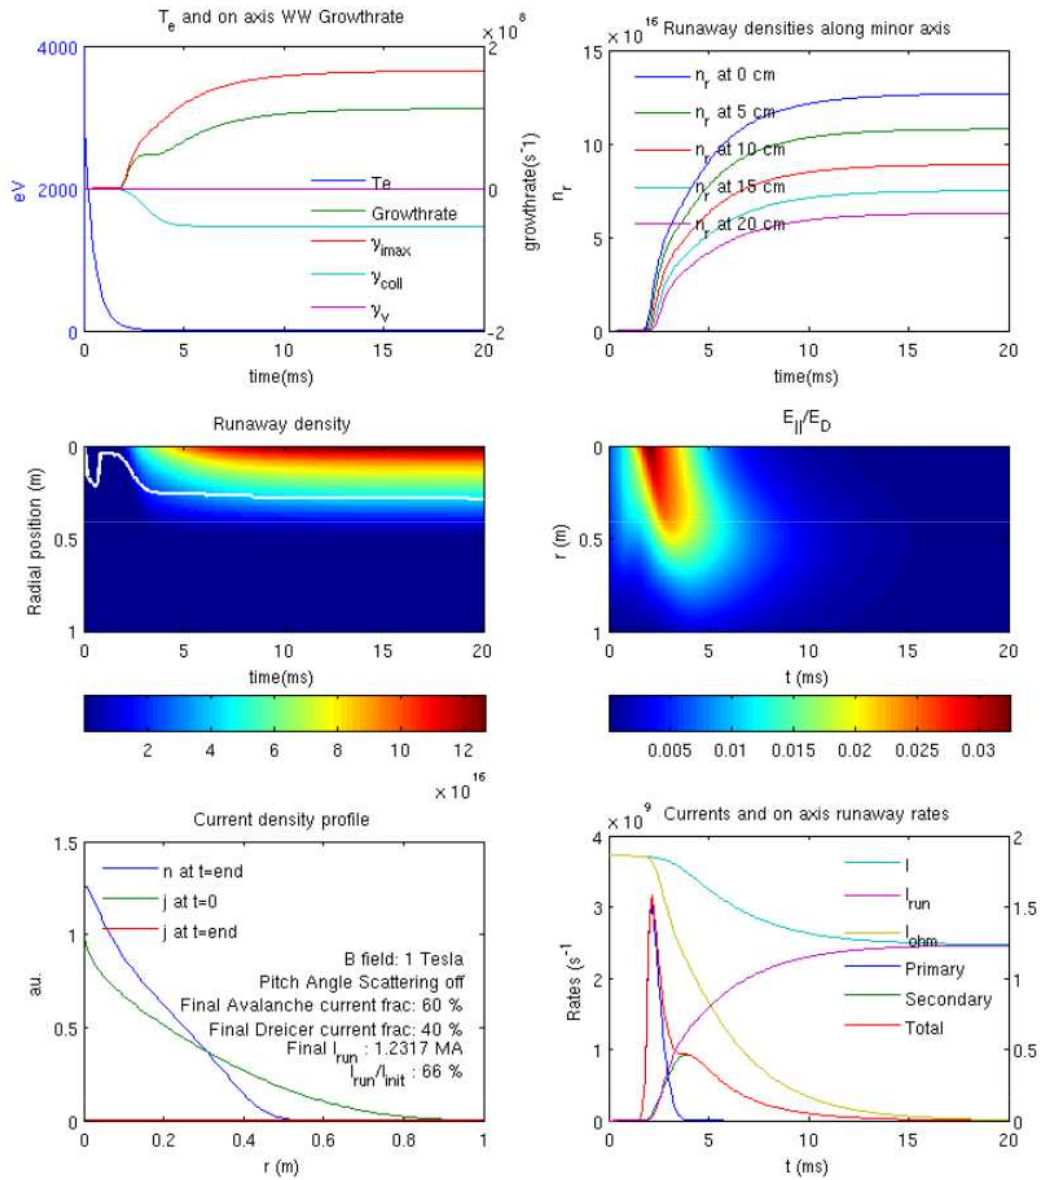 T_e and on axis WW Growthrate
× 10^8
4000
2000
0
eV
2
0
-2
growthrate(s^-1)
Te
Growthrate
γ_imax
γ_coll
γ_v
0 5 10 15 20
time(ms)
× 10^16 Runaway densities along minor axis
15
10
5
0
n_r
n_r at 0 cm
n_r at 5 cm
n_r at 10 cm
n_r at 15 cm
n_r at 20 cm
0 5 10 15 20
time(ms)
Runaway density
0
0.5
1
Radial position (m)
0 5 10 15 20
time(ms)
2 4 6 8 10 12
× 10^16
E_||/E_D
0
0.5
1
r (m)
0 5 10 15 20
t (ms)
0.005 0.01 0.015 0.02 0.025 0.03
Current density profile
1.5
1
0.5
0
au.
n at t=end
j at t=0
j at t=end
B field: 1 Tesla
Pitch Angle Scattering off
Final Avalanche current frac: 60 %
Final Dreicer current frac: 40 %
Final I_run : 1.2317 MA
I_run/I_init : 66 %
0 0.2 0.4 0.6 0.8 1
r (m)
× 10^9 Currents and on axis runaway rates
4
3
2
1
0
Rates (s^-1)
2
1.5
1
0.5
0
I
I_run
I_ohm
Primary
Secondary
Total
0 5 10 15 20
t (ms)